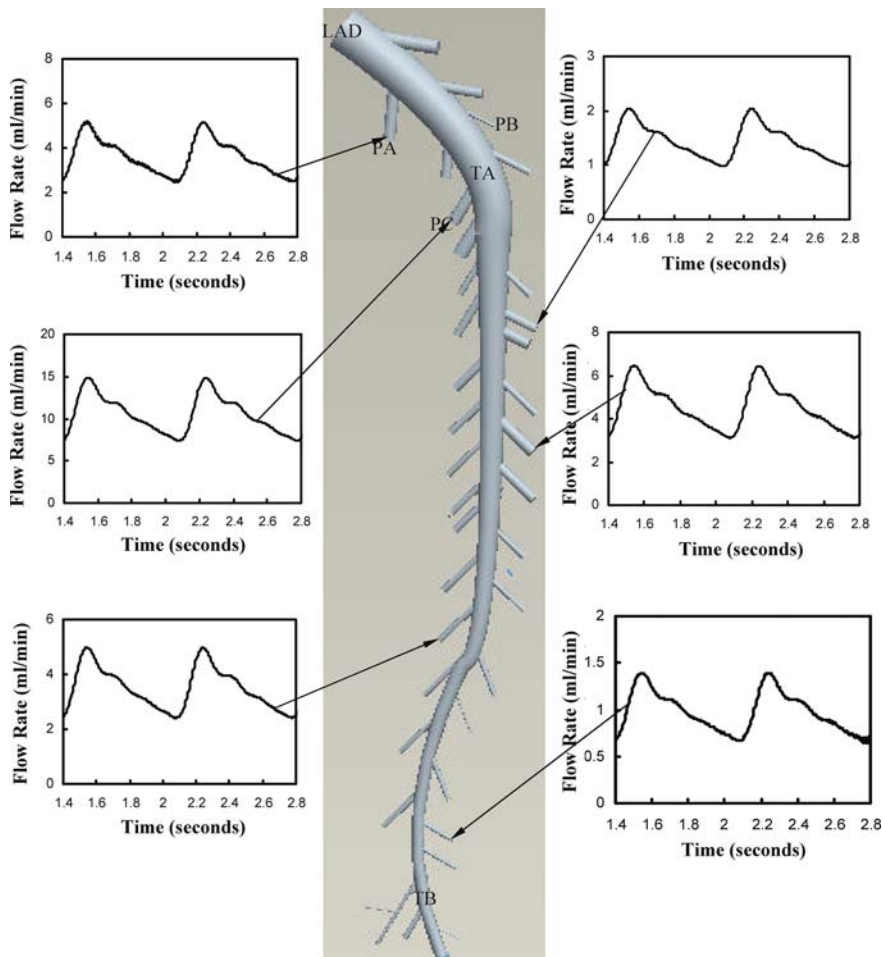 8
6
4
2
0
1.4 1.6 1.8 2 2.2 2.4 2.6 2.8
Flow Rate (ml/min)
Time (seconds)
20
15
10
5
0
1.4 1.6 1.8 2 2.2 2.4 2.6 2.8
Flow Rate (ml/min)
Time (seconds)
6
4
2
0
1.4 1.6 1.8 2 2.2 2.4 2.6 2.8
Flow Rate (ml/min)
Time (seconds)
LAD
PB
PA
TA
PC
TB
3
2
1
0
1.4 1.6 1.8 2 2.2 2.4 2.6 2.8
Flow Rate (ml/min)
Time (seconds)
8
6
4
2
0
1.4 1.6 1.8 2 2.2 2.4 2.6 2.8
Flow Rate (ml/min)
Time (seconds)
2
1.5
1
0.5
0
1.4 1.6 1.8 2 2.2 2.4 2.6 2.8
Flow Rate (ml/min)
Time (seconds)